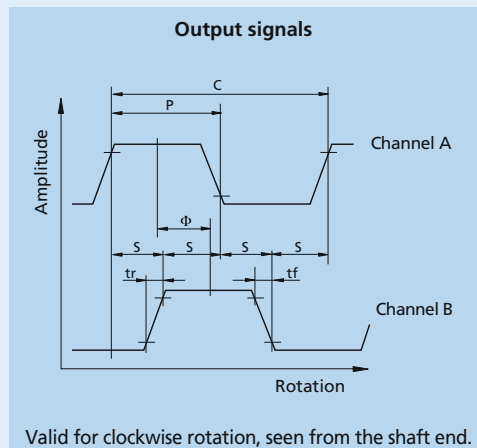 Output signals
C
P
Channel A
Amplitude
Φ
S S S S
tr tf
Channel B
Rotation
Valid for clockwise rotation, seen from the shaft end.